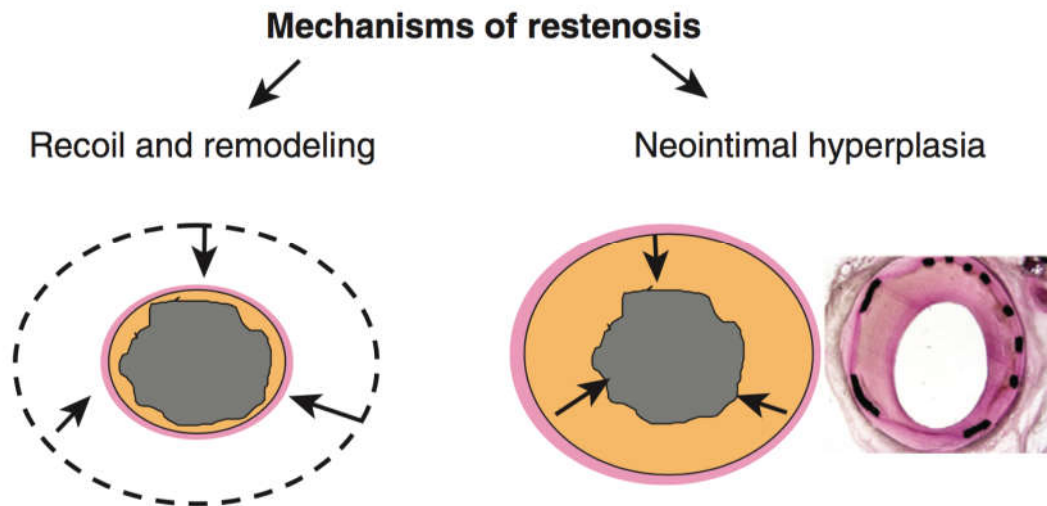 Mechanisms of restenosis
Recoil and remodeling
Neointimal hyperplasia